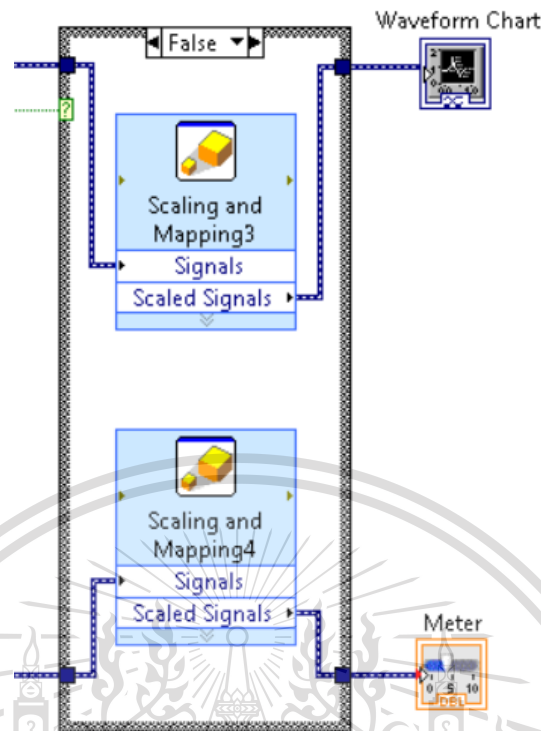 Waveform Chart
False
?
Scaling and
Mapping3
Signals
Scaled Signals
Scaling and
Mapping4
Signals
Scaled Signals
Meter
0 5 10
DBL